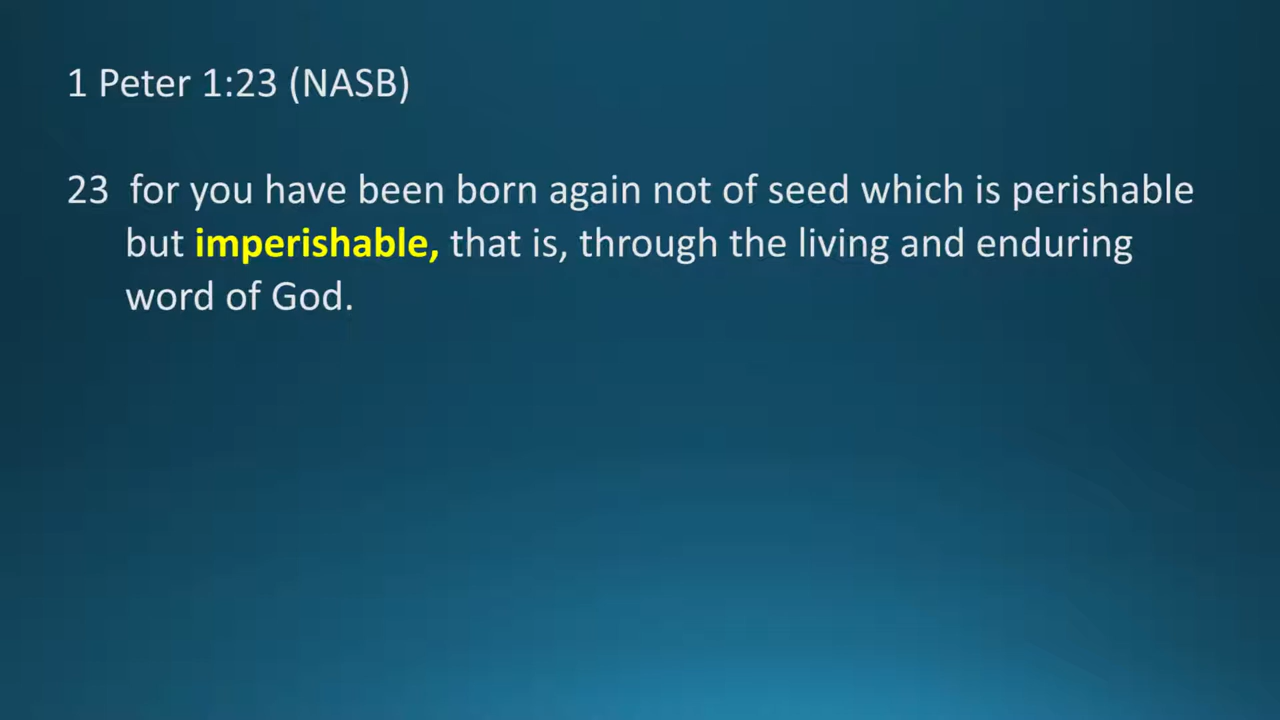 1 Peter 1:23 (NASB)
23 for you have been born again not of seed which is perishable
but imperishable, that is, through the living and enduring
word of God.